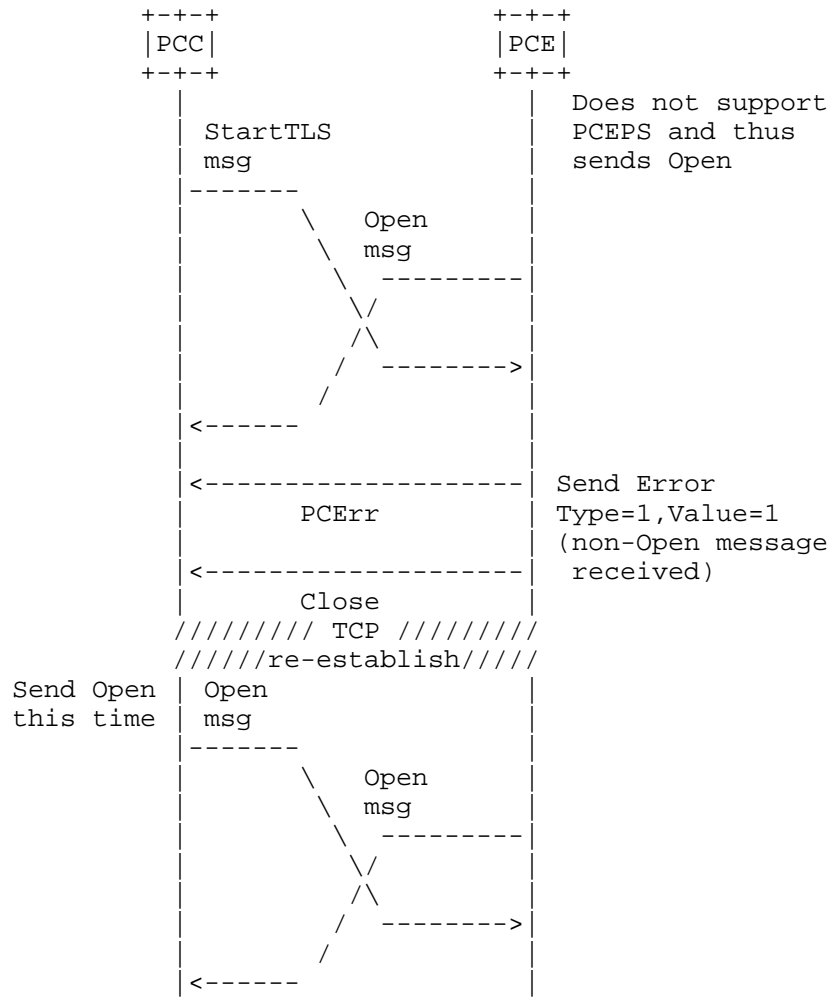 +-+-+ +-+-+
|PCC| |PCE|
+-+-+ +-+-+
| | Does not support
| StartTLS | PCEPS and thus
| msg | sends Open
|------- |
| \ Open |
| \ msg |
| \ ---------|
| \/ |
| /\ |
| / -------->|
| / |
|<------ |
| |
|<--------------------| Send Error
| PCErr | Type=1,Value=1
| | (non-Open message
|<--------------------| received)
| Close |
///////// TCP /////////
//////re-establish/////
Send Open | Open |
this time | msg |
|------- |
| \ Open |
| \ msg |
| \ ---------|
| \/ |
| /\ |
| / -------->|
| / |
|<------ |